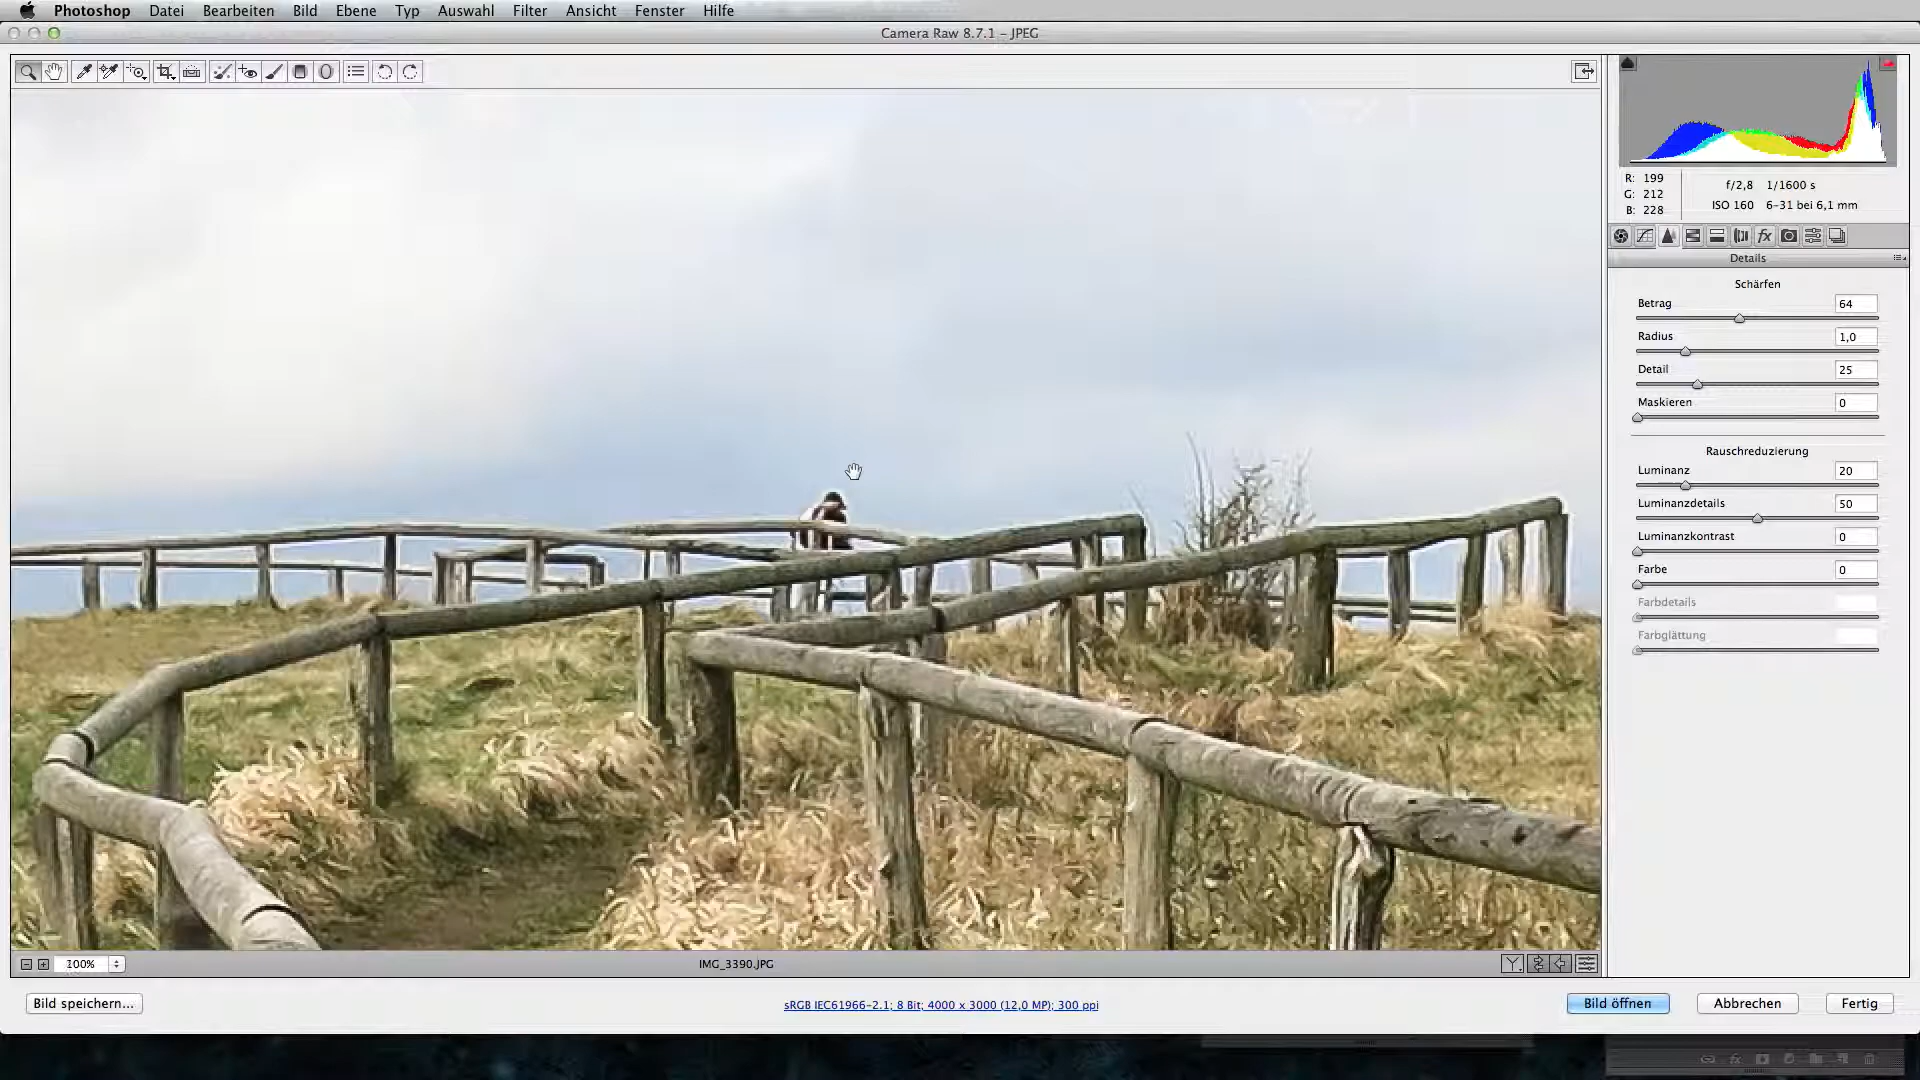 Photoshop Datei Bearbeiten Bild Ebene Typ Auswahl Filter Ansicht Fenster Hilfe
Camera Raw 8.7.1 – JPEG
R: 199
G: 212
B: 228
f/2,8 1/1600 s
ISO 160 6–31 bei 6,1 mm
fx
Details
Schärfen
Betrag 64
Radius 1,0
Detail 25
Maskieren 0
Rauschreduzierung
Luminanz 20
Luminanzdetails 50
Luminanzkontrast 0
Farbe 0
Farbdetails
Farbglättung
100%
IMG_3390.JPG
Y
Bild speichern...
sRGB IEC61966-2.1; 8 Bit; 4000 x 3000 (12,0 MP); 300 ppi
Bild öffnen
Abbrechen
Fertig
fx